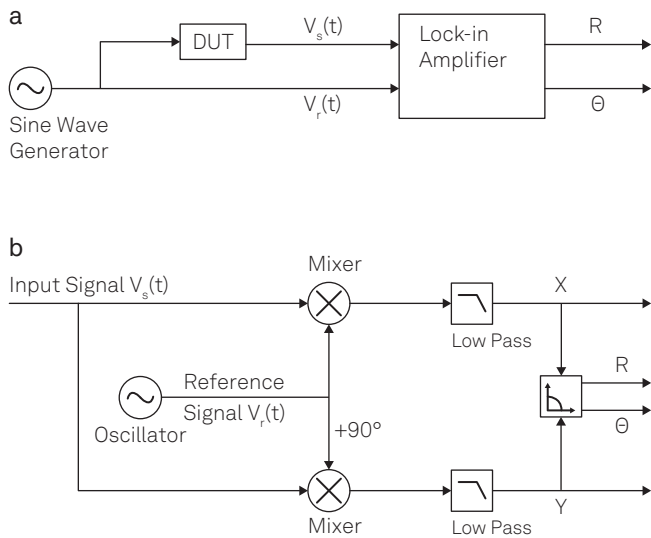 a
DUT
V_s(t)
Lock-in
Amplifier
R
V_r(t)
Θ
Sine Wave
Generator
b
Mixer
Input Signal V_s(t)
X
Low Pass
R
Reference
Signal V_r(t)
Oscillator
+90°
Θ
Y
Low Pass
Mixer